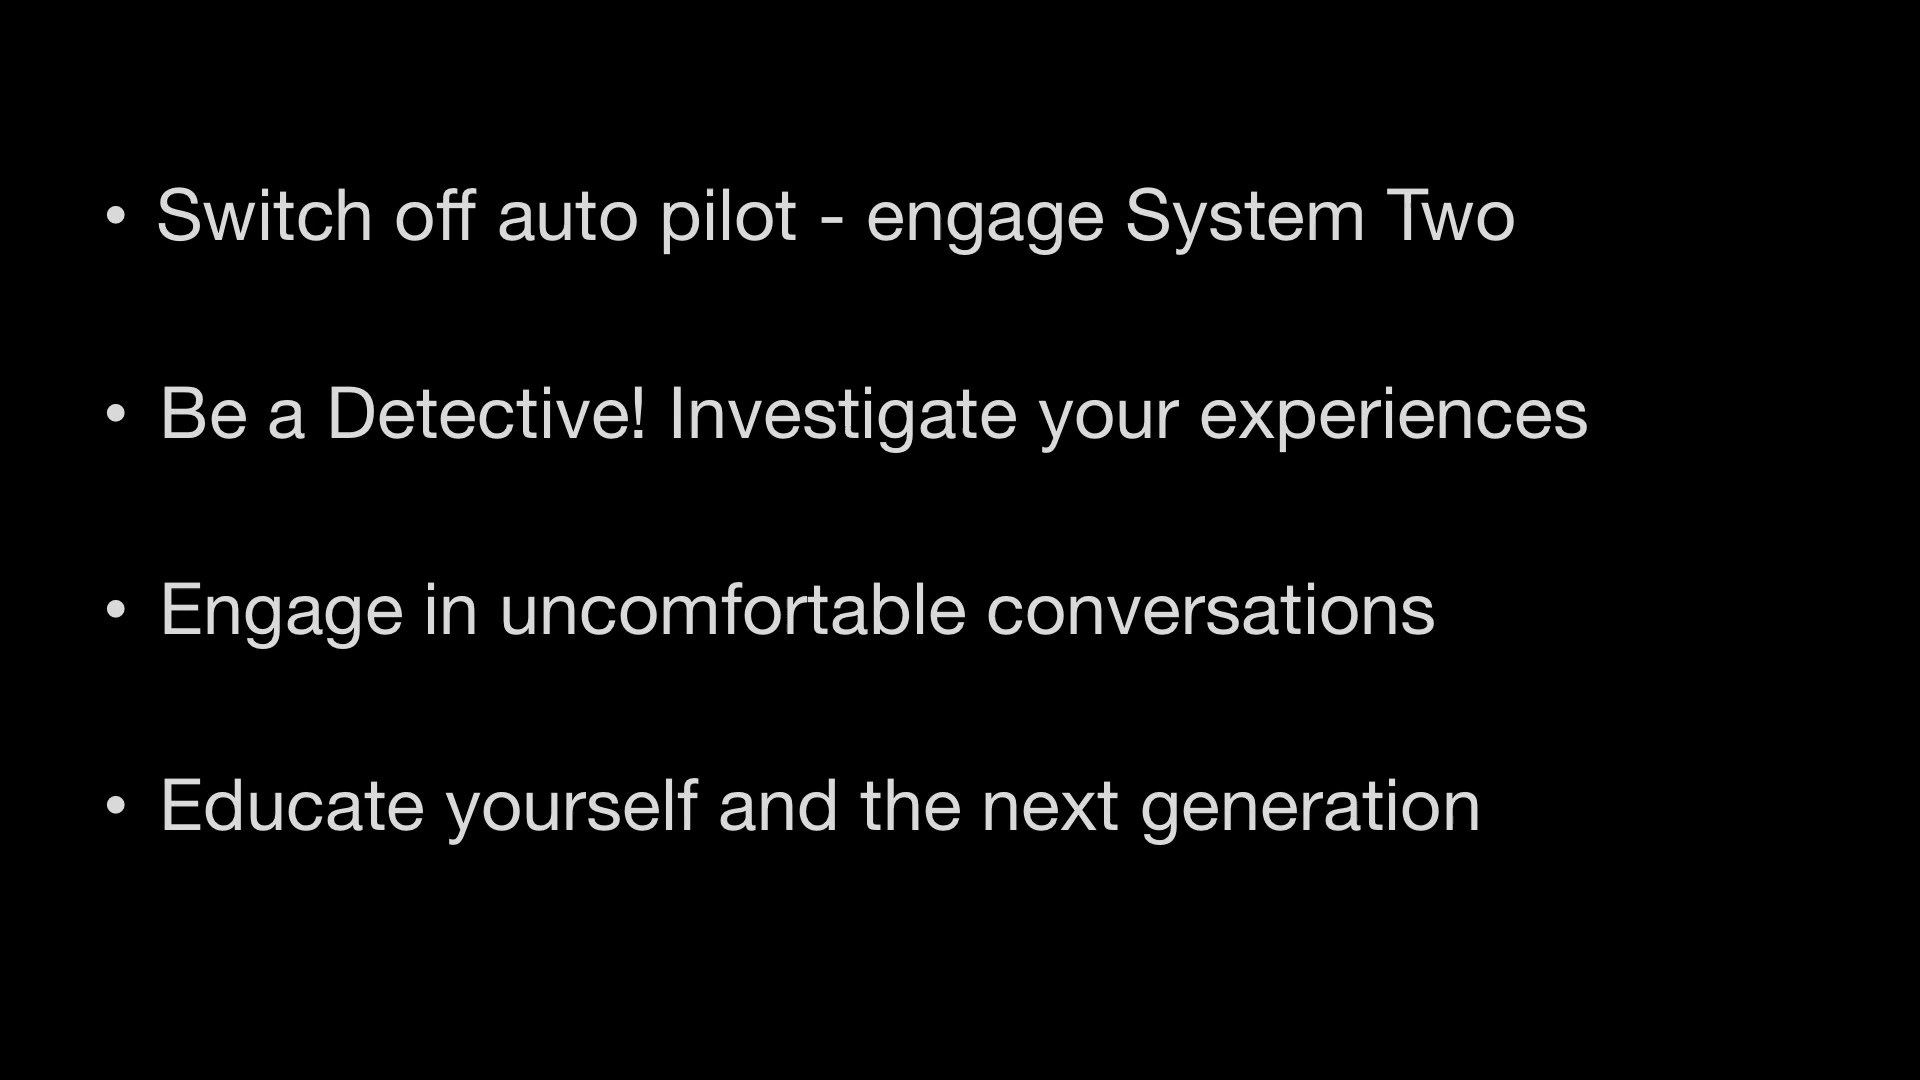 • Switch off auto pilot - engage System Two
• Be a Detective! Investigate your experiences
• Engage in uncomfortable conversations
• Educate yourself and the next generation